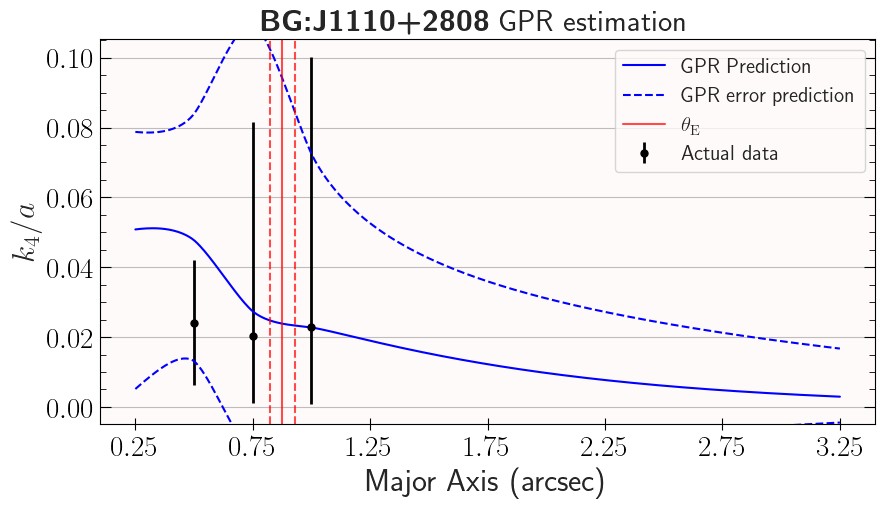 BG:J1110+2808 GPR estimation
GPR Prediction
GPR error prediction
θ_E
Actual data
k_4/a
0.10
0.08
0.06
0.04
0.02
0.00
0.25 0.75 1.25 1.75 2.25 2.75 3.25
Major Axis (arcsec)